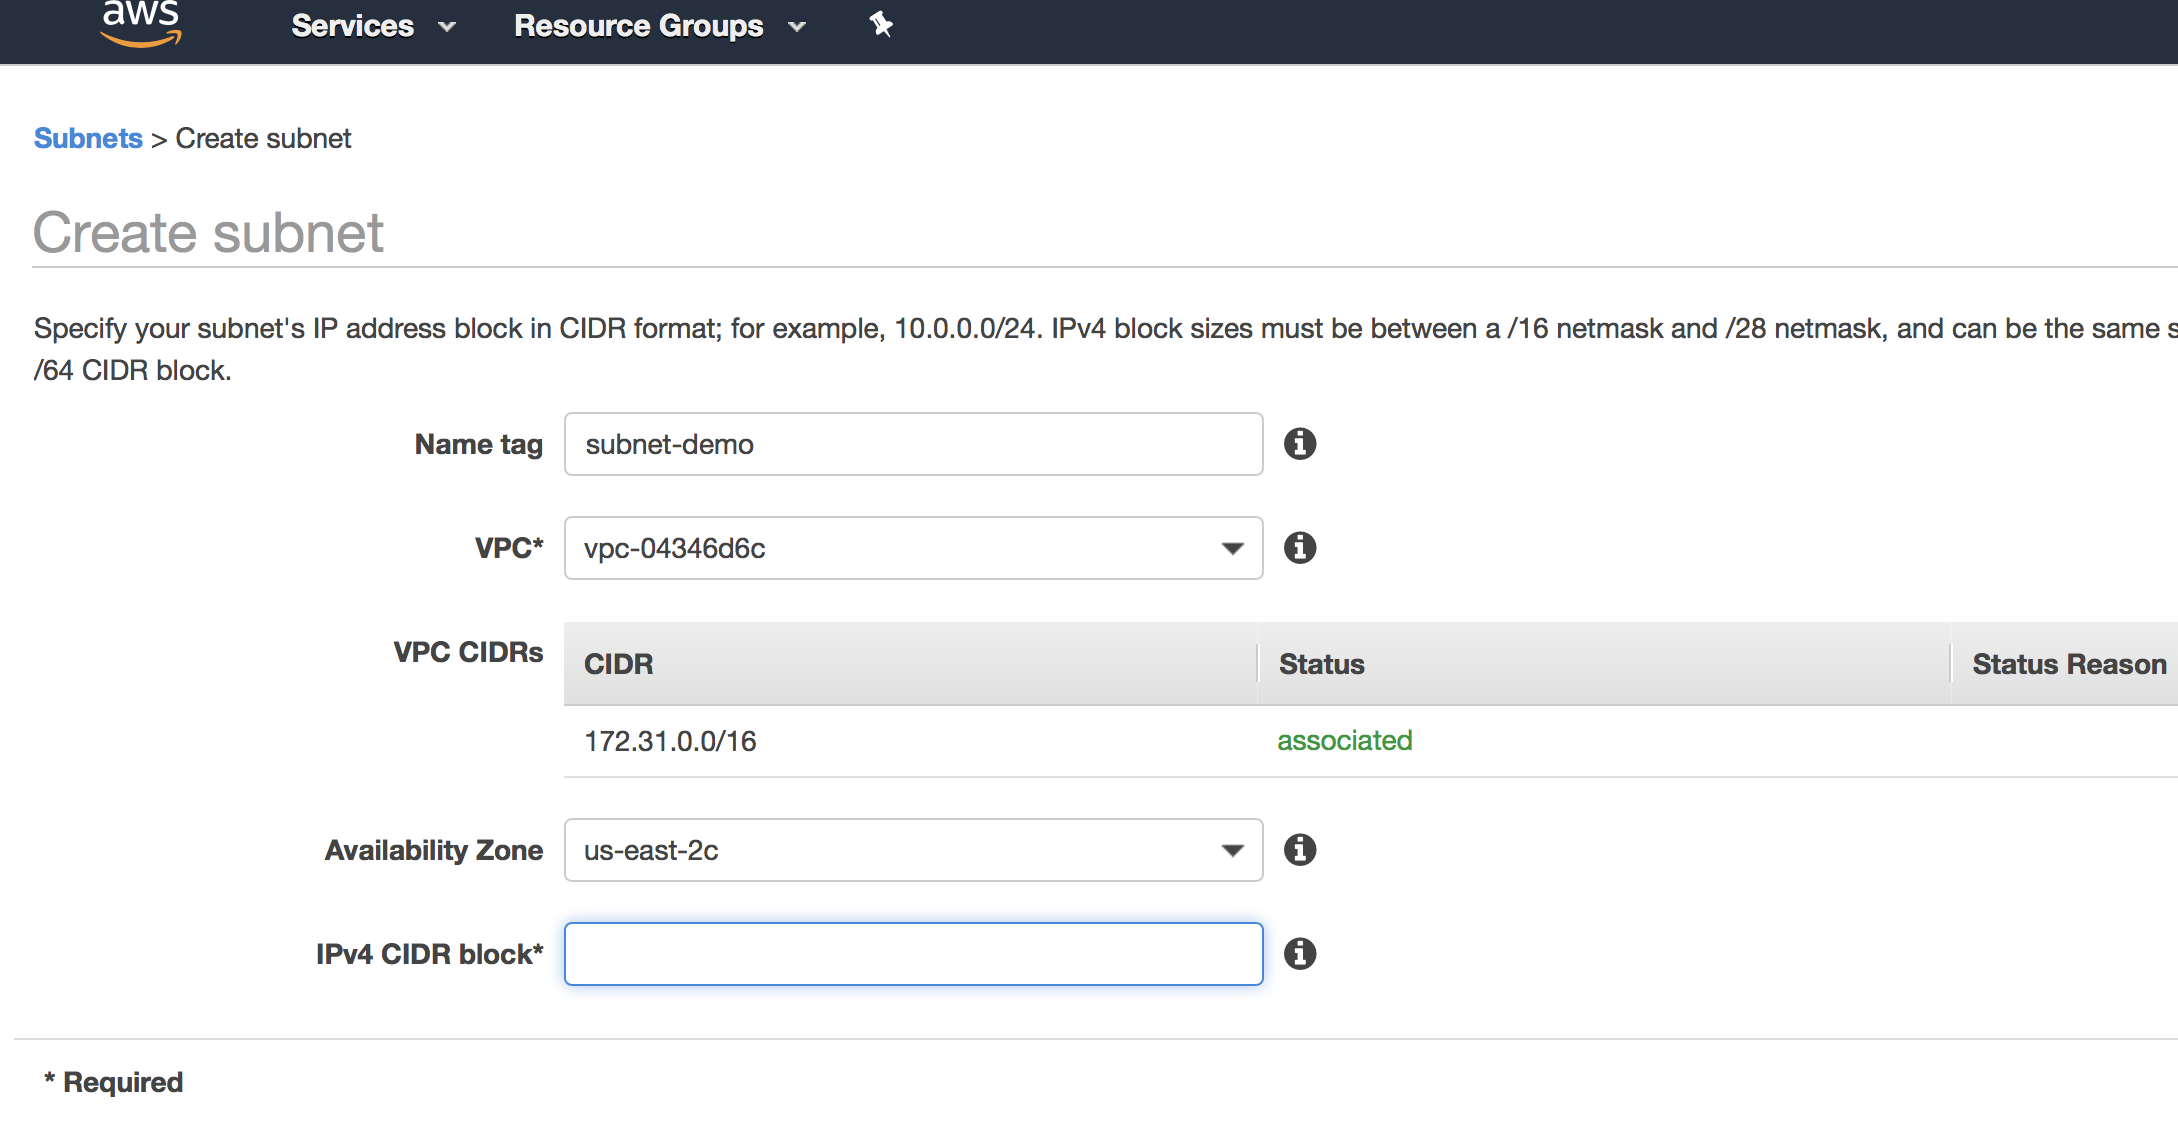 aws Services Resource Groups
Subnets > Create subnet
Create subnet
Specify your subnet's IP address block in CIDR format; for example, 10.0.0.0/24. IPv4 block sizes must be between a /16 netmask and /28 netmask, and can be the same s
/64 CIDR block.
Name tag subnet-demo
VPC* vpc-04346d6c
VPC CIDRs CIDR Status Status Reason
172.31.0.0/16 associated
Availability Zone us-east-2c
IPv4 CIDR block*
* Required